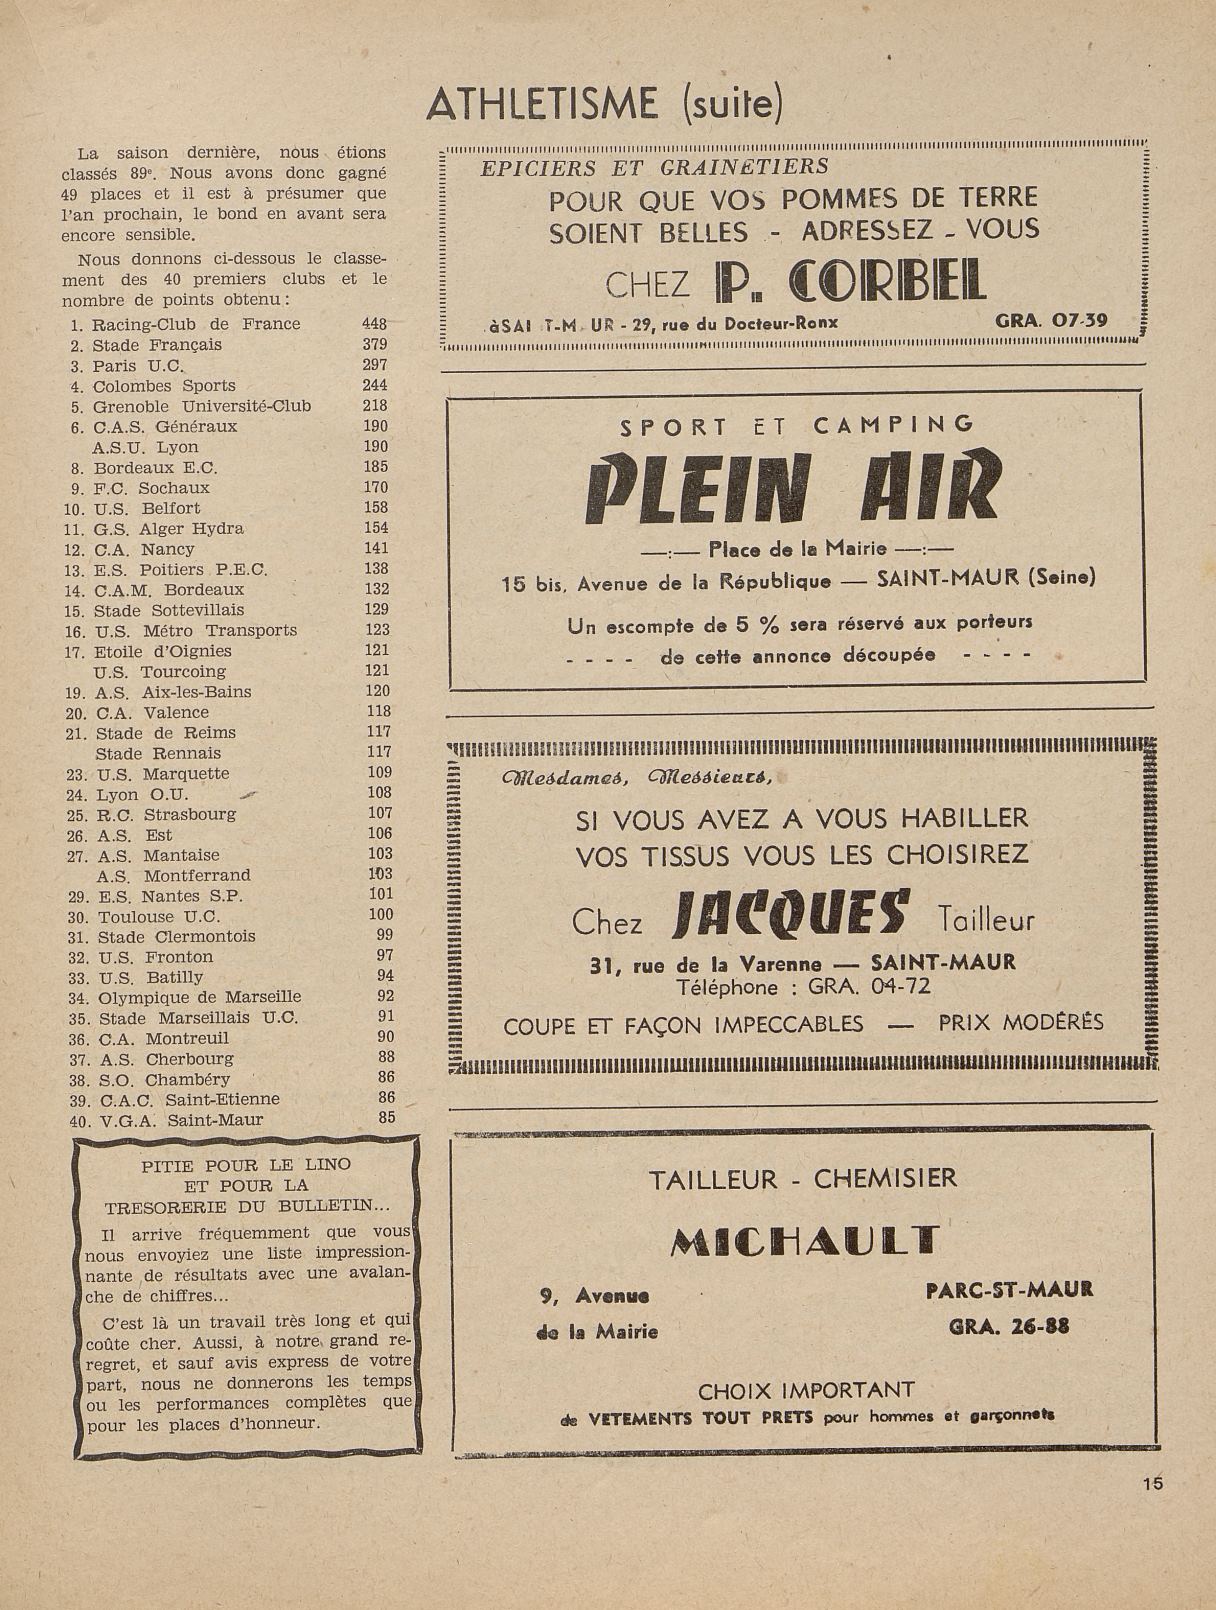 ATHLETISME (suite)
La saison dernière, nous étions
classés 89e. Nous avons donc gagné
49 places et il est à présumer que
l'an prochain, le bond en avant sera
encore sensible.
Nous donnons ci-dessous le classe-
ment des 40 premiers clubs et le
nombre de points obtenu :
1. Racing-Club de France 448
2. Stade Français 379
3. Paris U.C. 297
4. Colombes Sports 244
5. Grenoble Université-Club 218
6. C.A.S. Généraux 190
A.S.U. Lyon 190
8. Bordeaux E.C. 185
9. F.C. Sochaux 170
10. U.S. Belfort 158
11. G.S. Alger Hydra 154
12. C.A. Nancy 141
13. E.S. Poitiers P.E.C. 138
14. C.A.M. Bordeaux 132
15. Stade Sottevillais 129
16. U.S. Métro Transports 123
17. Etoile d'Oignies 121
U.S. Tourcoing 121
19. A.S. Aix-les-Bains 120
20. C.A. Valence 118
21. Stade de Reims 117
Stade Rennais 117
23. U.S. Marquette 109
24. Lyon O.U. 108
25. R.C. Strasbourg 107
26. A.S. Est 106
27. A.S. Mantaise 103
A.S. Montferrand 103
29. E.S. Nantes S.P. 101
30. Toulouse U.C. 100
31. Stade Clermontois 99
32. U.S. Fronton 97
33. U.S. Batilly 94
34. Olympique de Marseille 92
35. Stade Marseillais U.C. 91
36. C.A. Montreuil 90
37. A.S. Cherbourg 88
38. S.O. Chambéry 86
39. C.A.C. Saint-Etienne 86
40. V.G.A. Saint-Maur 85
PITIE POUR LE LINO
ET POUR LA
TRESORERIE DU BULLETIN...
Il arrive fréquemment que vous
nous envoyiez une liste impression-
nante de résultats avec une avalan-
che de chiffres...
C'est là un travail très long et qui
coûte cher. Aussi, à notre grand re-
regret, et sauf avis express de votre
part, nous ne donnerons les temps
ou les performances complètes que
pour les places d'honneur.
EPICIERS ET GRAINETIERS
POUR QUE VOS POMMES DE TERRE
SOIENT BELLES - ADRESSEZ - VOUS
CHEZ P. CORBEL
à SAI T-M UR - 29, rue du Docteur-Ronx GRA. 07-39
SPORT ET CAMPING
PLEIN AIR
—:— Place de la Mairie —:—
15 bis, Avenue de la République — SAINT-MAUR (Seine)
Un escompte de 5 % sera réservé aux porteurs
- - - - de cette annonce découpée - - - -
Mesdames, Messieurs,
SI VOUS AVEZ A VOUS HABILLER
VOS TISSUS VOUS LES CHOISIREZ
Chez JACQUES Tailleur
31, rue de la Varenne — SAINT-MAUR
Téléphone : GRA. 04-72
COUPE ET FAÇON IMPECCABLES — PRIX MODÉRÉS
TAILLEUR - CHEMISIER
MICHAULT
9, Avenue PARC-ST-MAUR
de la Mairie GRA. 26-88
CHOIX IMPORTANT
de VETEMENTS TOUT PRETS pour hommes et garçonnets
15